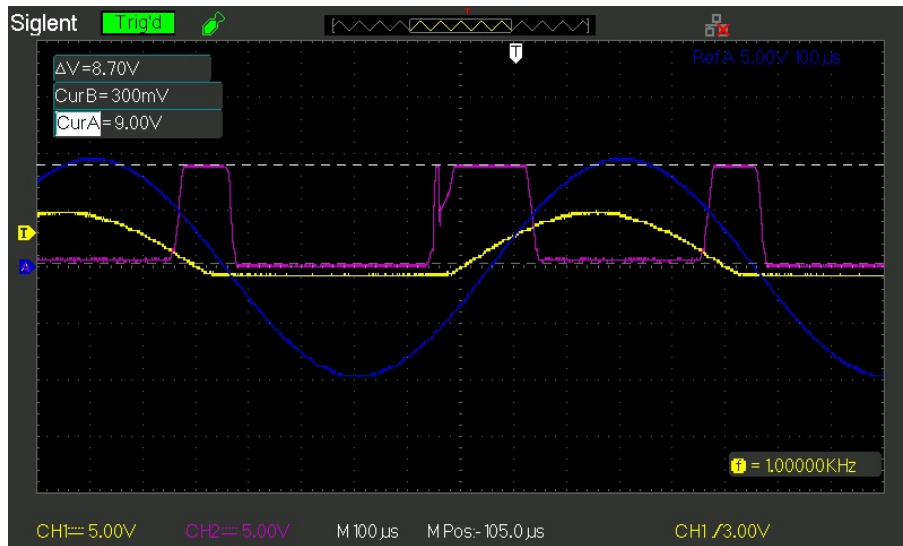 Siglent Trig'd T
T
Ref A 5.00V 100µs
ΔV=8.70V
CurB=300mV
CurA=9.00V
T
A
f = 1.00000KHz
CH1 5.00V CH2 5.00V M 100µs M Pos:-105.0µs CH1 /3.00V